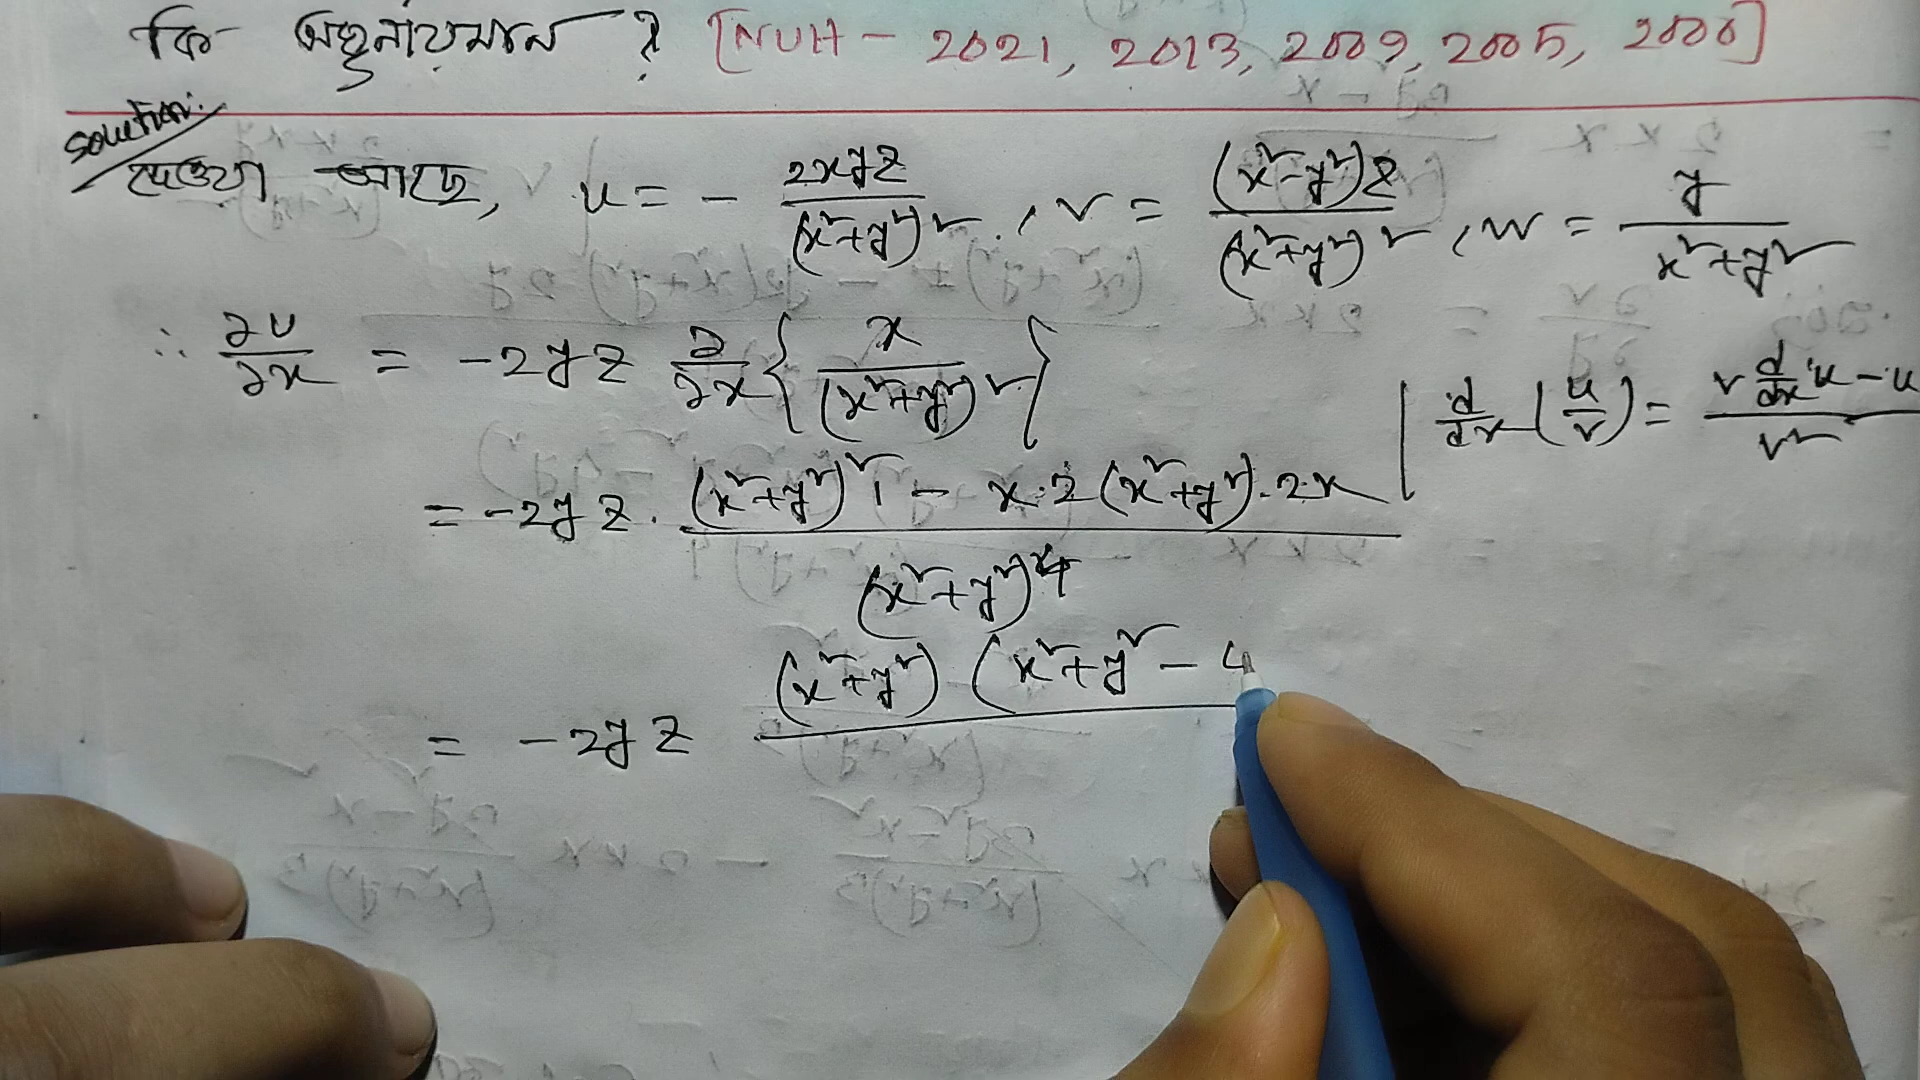 কি অঘূর্ণায়মান ? [NUH - 2021, 2013, 2009, 2005, 2000]
Solution:
দেওয়া আছে, u = - 2xyz / (x²+y²)², v = (x²-y²)z / (x²+y²)², w = y / x²+y²
∴ ∂u/∂x = -2yz ∂/∂x { x / (x²+y²)² } | d/dx (u/v) = v d/dx u - u / v²
= -2yz . (x²+y²)² 1 - x.2(x²+y²).2x / (x²+y²)⁴
= -2yz (x²+y²) (x²+y² - 4